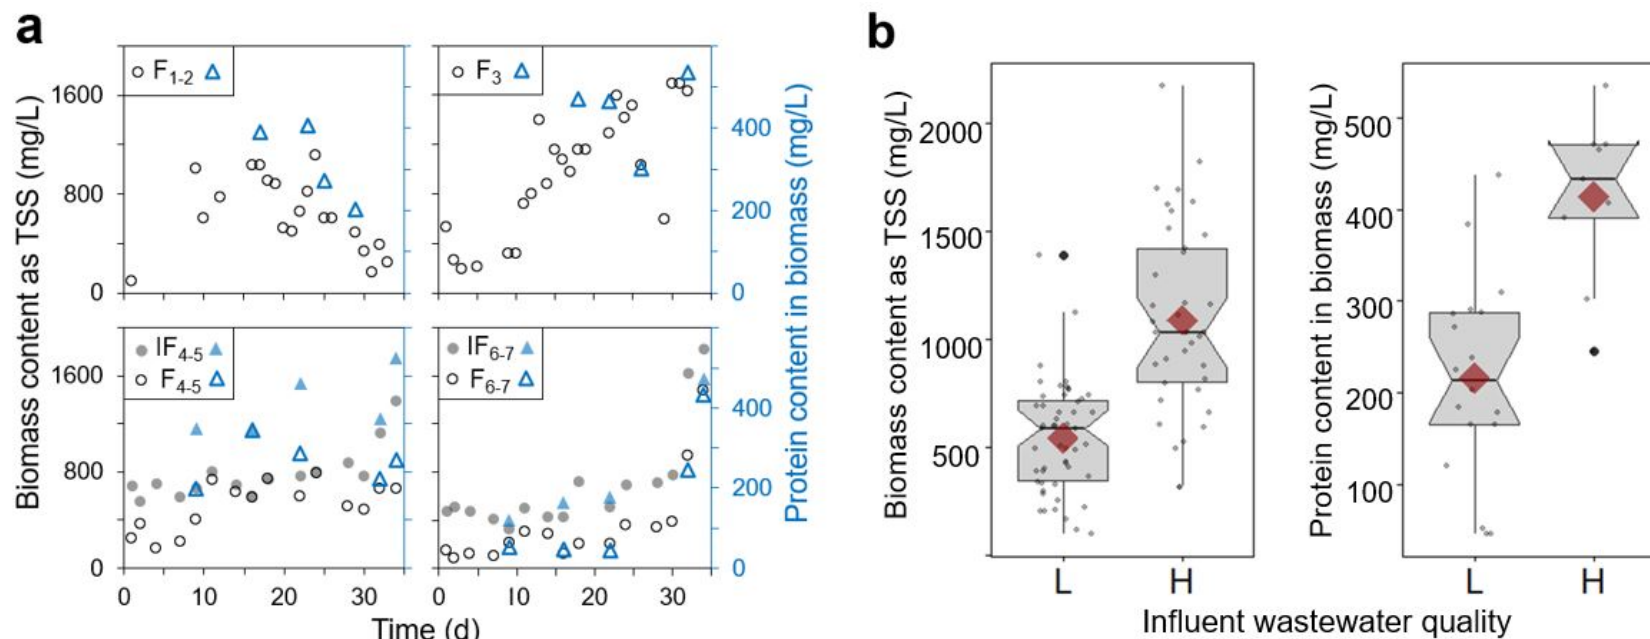 a
b
Biomass content as TSS (mg/L)
1600
800
0
F1-2
F3
400
200
0
Protein content in biomass (mg/L)
1600
800
0
IF4-5
F4-5
IF6-7
F6-7
400
200
0
0 10 20 30
0 10 20 30
Time (d)
Biomass content as TSS (mg/L)
2000
1500
1000
500
L H
Protein content in biomass (mg/L)
500
400
300
200
100
L H
Influent wastewater quality